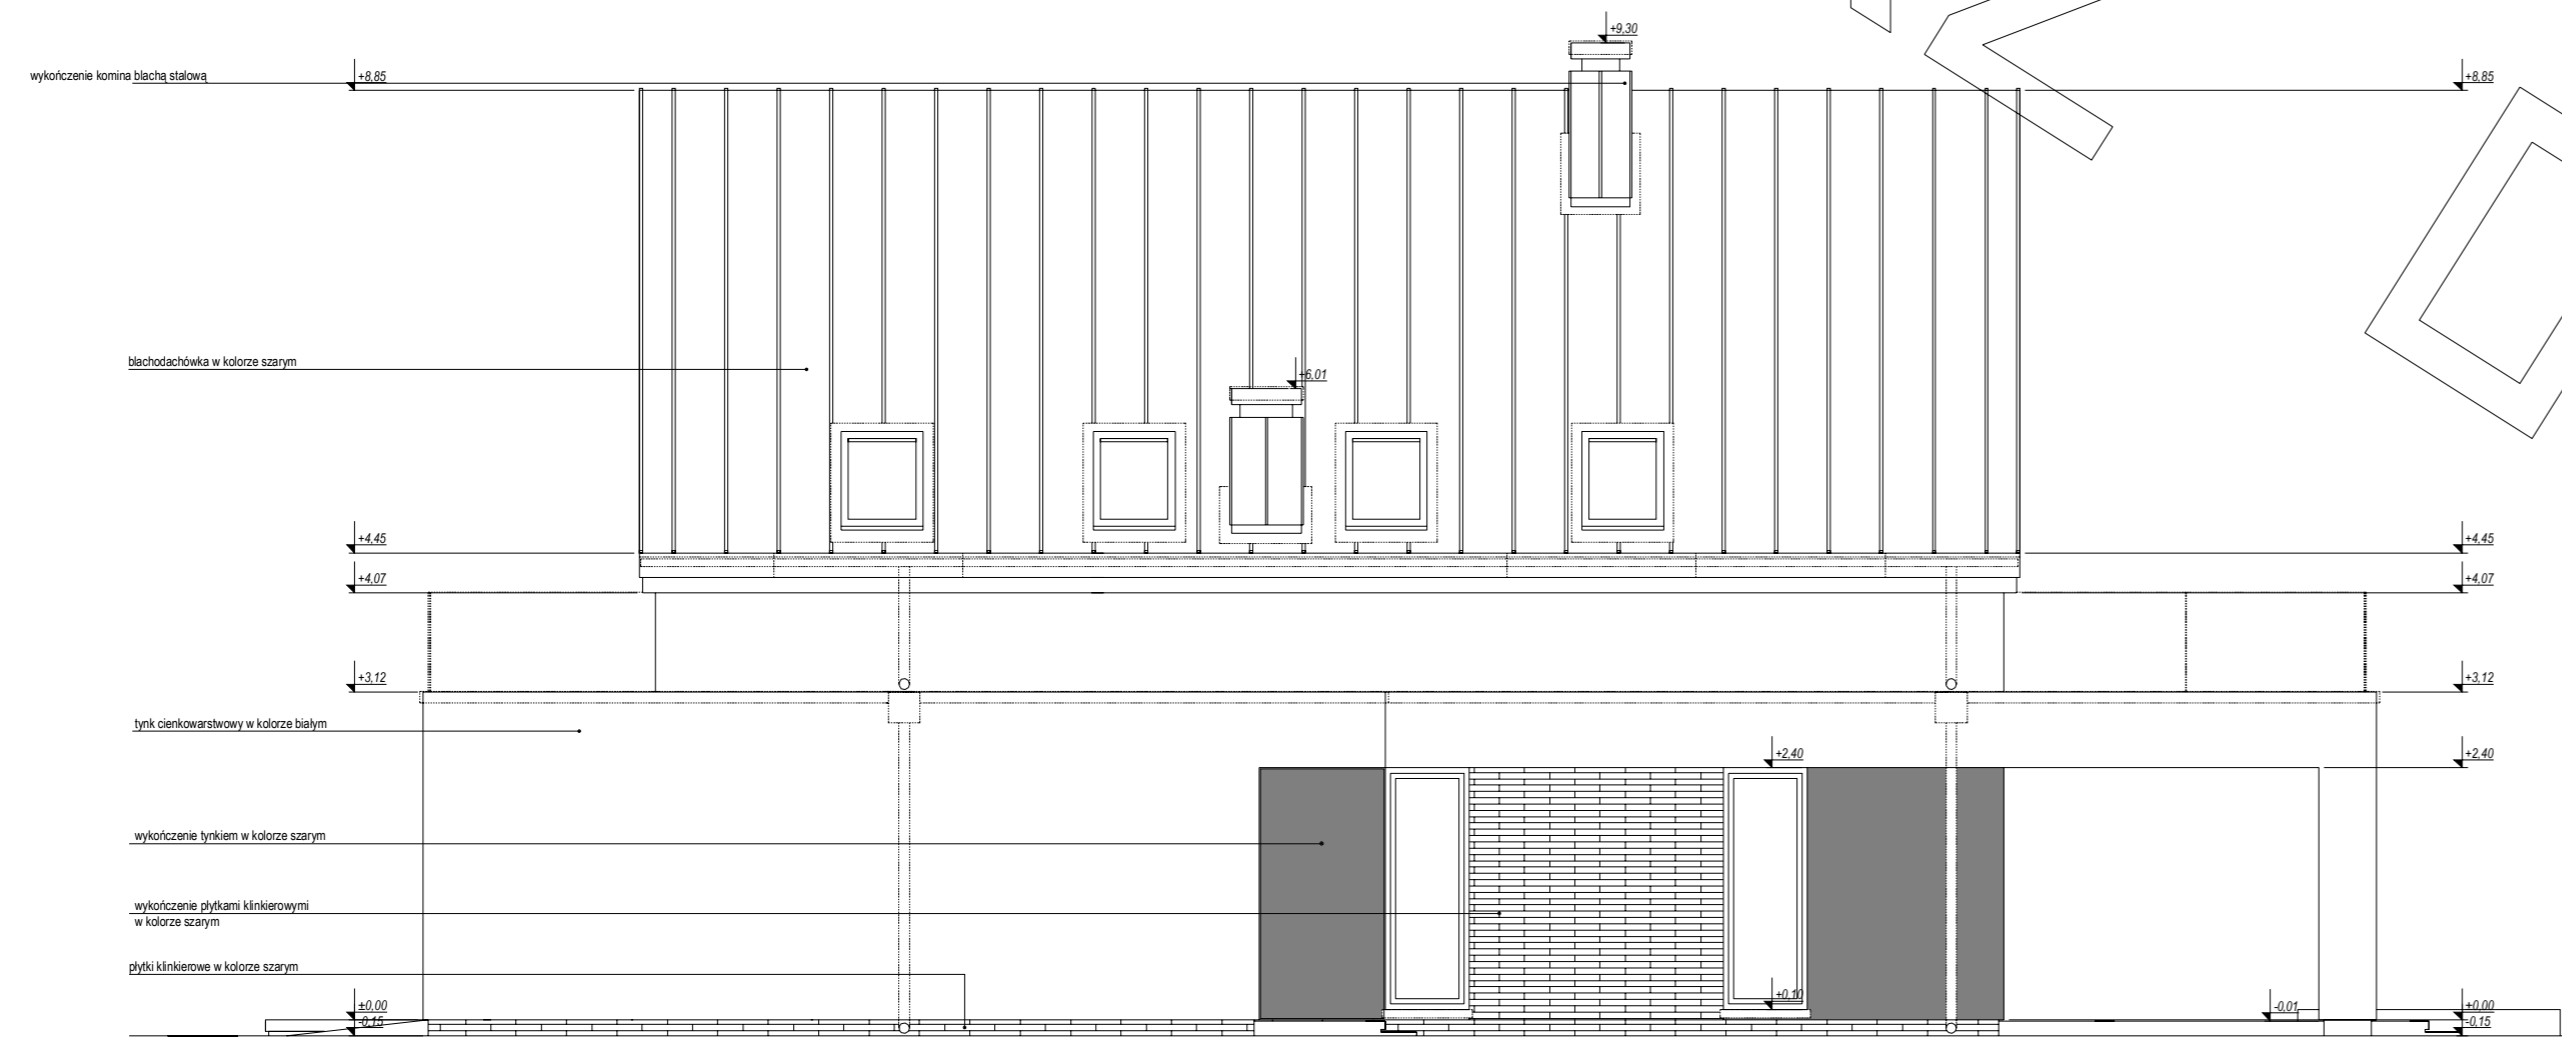 +9,30
wykończenie komina blachą stalową
+8,85
+8,85
blachodachówka w kolorze szarym
+6,01
+4,45
+4,45
+4,07
+4,07
+3,12
+3,12
tynk cienkowarstwowy w kolorze białym
+2,40
+2,40
wykończenie tynkiem w kolorze szarym
wykończenie płytkami klinkierowymi
w kolorze szarym
płytki klinkierowe w kolorze szarym
+0,10
±0,00
-0,01
±0,00
-0,15
-0,15